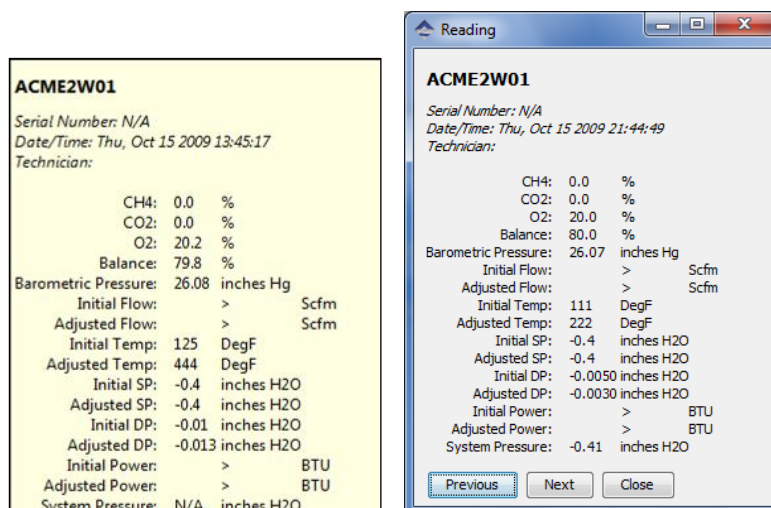 ACME2W01
Serial Number: N/A
Date/Time: Thu, Oct 15 2009 13:45:17
Technician:
CH4: 0.0 %
CO2: 0.0 %
O2: 20.2 %
Balance: 79.8 %
Barometric Pressure: 26.08 inches Hg
Initial Flow: > Scfm
Adjusted Flow: > Scfm
Initial Temp: 125 DegF
Adjusted Temp: 444 DegF
Initial SP: -0.4 inches H2O
Adjusted SP: -0.4 inches H2O
Initial DP: -0.01 inches H2O
Adjusted DP: -0.013 inches H2O
Initial Power: > BTU
Adjusted Power: > BTU
System Pressure: N/A inches H2O
Reading
ACME2W01
Serial Number: N/A
Date/Time: Thu, Oct 15 2009 21:44:49
Technician:
CH4: 0.0 %
CO2: 0.0 %
O2: 20.0 %
Balance: 80.0 %
Barometric Pressure: 26.07 inches Hg
Initial Flow: > Scfm
Adjusted Flow: > Scfm
Initial Temp: 111 DegF
Adjusted Temp: 222 DegF
Initial SP: -0.4 inches H2O
Adjusted SP: -0.4 inches H2O
Initial DP: -0.0050 inches H2O
Adjusted DP: -0.0030 inches H2O
Initial Power: > BTU
Adjusted Power: > BTU
System Pressure: -0.41 inches H2O
Previous Next Close